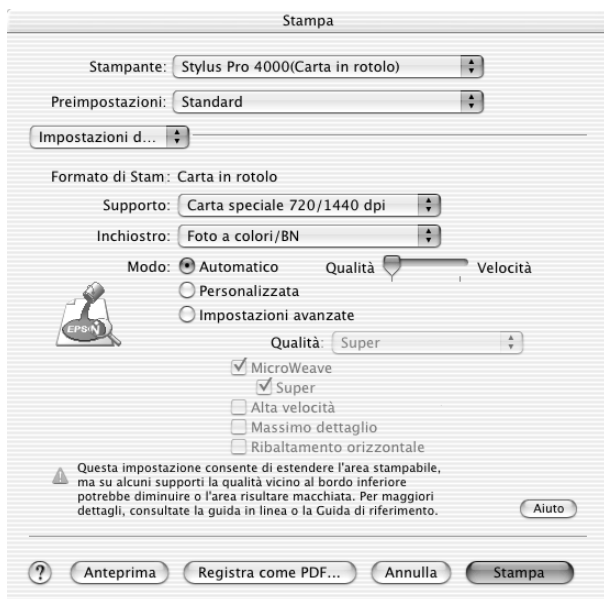 Stampa
Stampante: Stylus Pro 4000(Carta in rotolo)
Preimpostazioni: Standard
Impostazioni d...
Formato di Stam: Carta in rotolo
Supporto: Carta speciale 720/1440 dpi
Inchiostro: Foto a colori/BN
Modo: Automatico Qualità Velocità
Personalizzata
Impostazioni avanzate
Qualità: Super
MicroWeave
Super
Alta velocità
Massimo dettaglio
Ribaltamento orizzontale
EPSON
Questa impostazione consente di estendere l'area stampabile,
ma su alcuni supporti la qualità vicino al bordo inferiore
potrebbe diminuire o l'area risultare macchiata. Per maggiori
dettagli, consultate la guida in linea o la Guida di riferimento.
Aiuto
? Anteprima Registra come PDF... Annulla Stampa